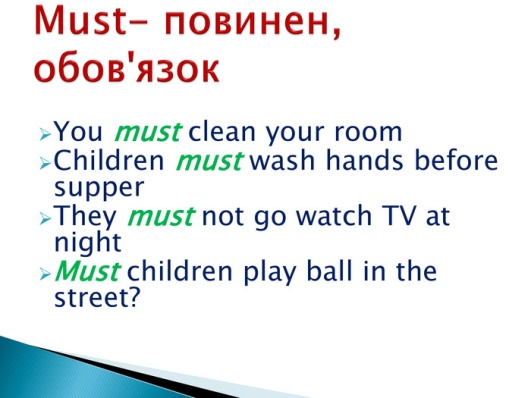 Must– повинен,
обов'язок
➢You must clean your room
➢Children must wash hands before
supper
➢They must not go watch TV at
night
➢Must children play ball in the
street?